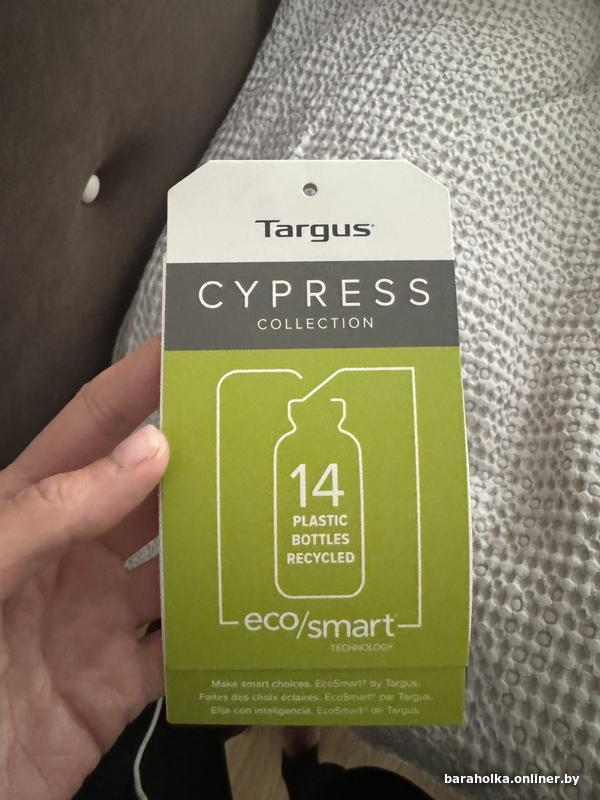 Targus
CYPRESS
COLLECTION
14
PLASTIC
BOTTLES
RECYCLED
eco/smart
TECHNOLOGY
Make smart choices. EcoSmart® by Targus.
Faites des choix éclairés. EcoSmart® par Targus.
Elija con inteligencia. EcoSmart® de Targus.
baraholka.onliner.by